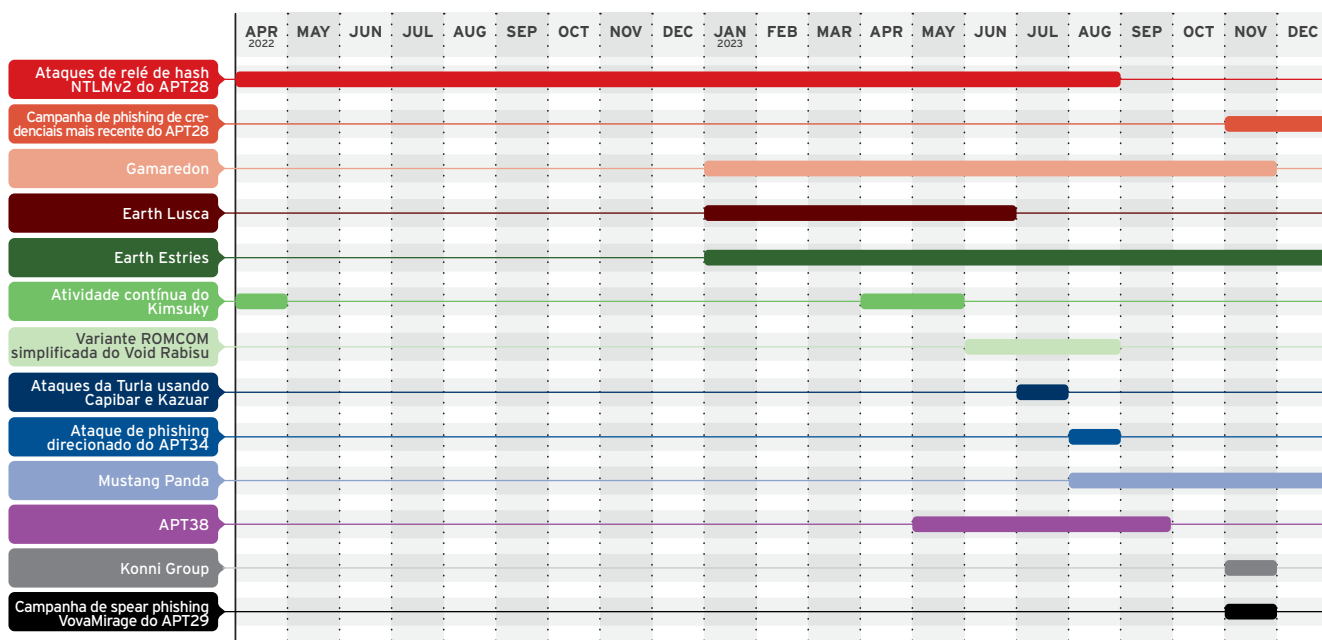 APR MAY JUN JUL AUG SEP OCT NOV DEC JAN FEB MAR APR MAY JUN JUL AUG SEP OCT NOV DEC
2022 2023
Ataques de relé de hash
NTLMv2 do APT28
Campanha de phishing de cre-
denciais mais recente do APT28
Gamaredon
Earth Lusca
Earth Estries
Atividade contínua do
Kimsuky
Variante ROMCOM
simplificada do Void Rabisu
Ataques da Turla usando
Capibar e Kazuar
Ataque de phishing
direcionado do APT34
Mustang Panda
APT38
Konni Group
Campanha de spear phishing
VovaMirage do APT29